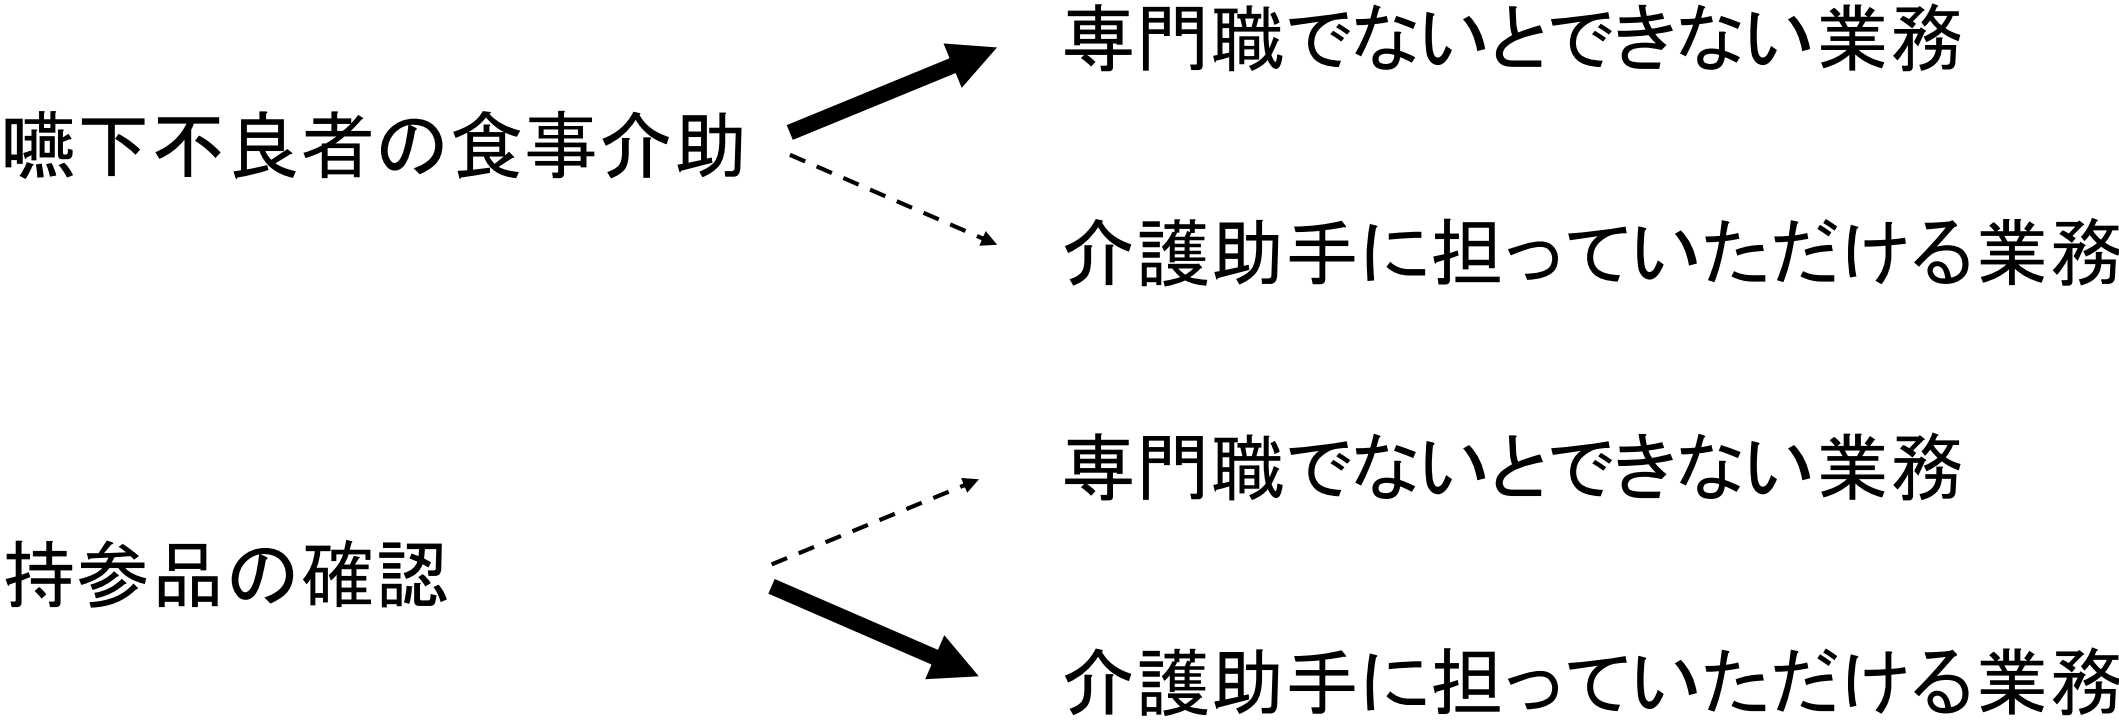 専門職でないとできない業務
嚥下不良者の食事介助
介護助手に担っていただける業務
専門職でないとできない業務
持参品の確認
介護助手に担っていただける業務